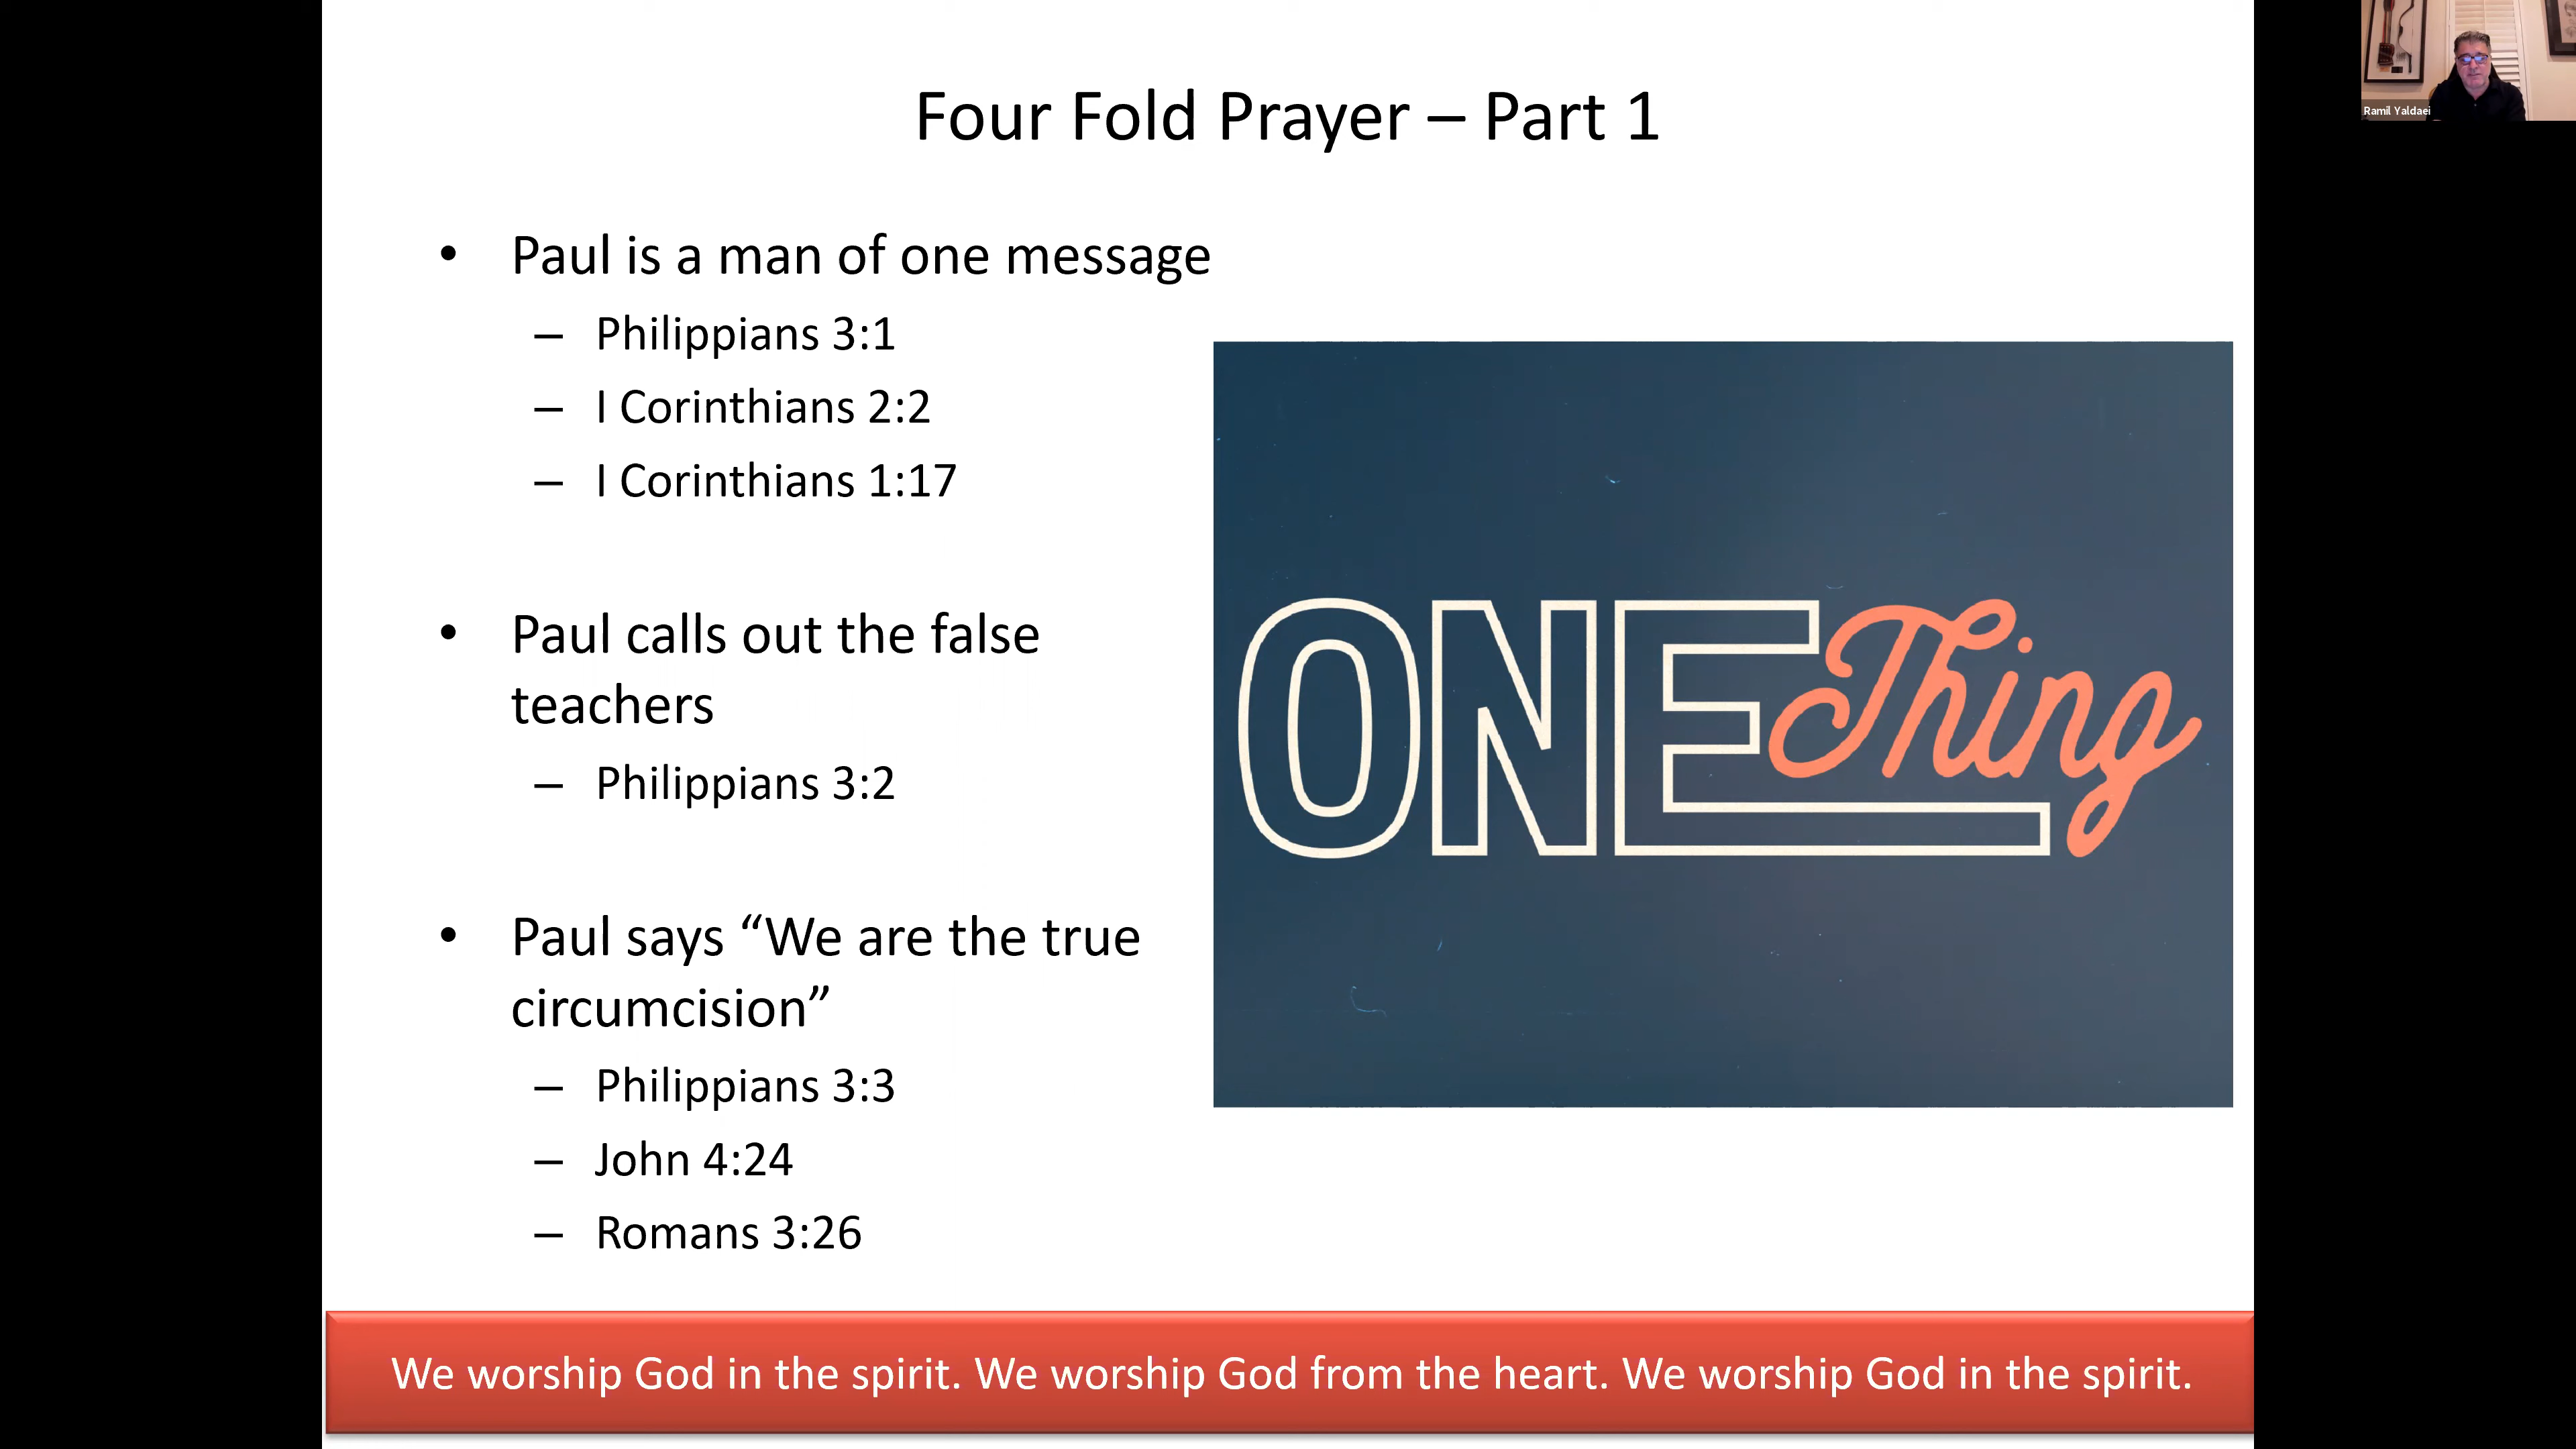 Four Fold Prayer – Part 1
Ramil Yaldaei
• Paul is a man of one message
– Philippians 3:1
– I Corinthians 2:2
– I Corinthians 1:17
• Paul calls out the false
teachers
– Philippians 3:2
• Paul says “We are the true
circumcision”
– Philippians 3:3
– John 4:24
– Romans 3:26
ONE Thing
We worship God in the spirit. We worship God from the heart. We worship God in the spirit.